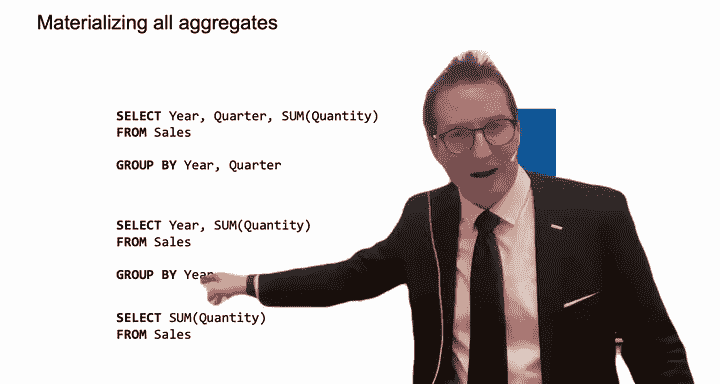 Materializing all aggregates
SELECT Year, Quarter, SUM(Quantity)
FROM Sales
GROUP BY Year, Quarter
SELECT Year, SUM(Quantity)
FROM Sales
GROUP BY Year
SELECT SUM(Quantity)
FROM Sales